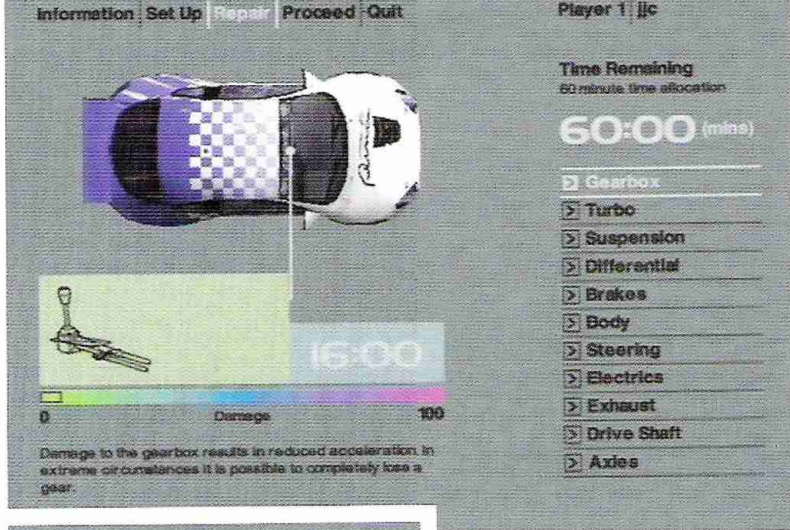 Information Set Up Repair Proceed Quit
Player 1 jjc
Time Remaining
60 minute time allocation
60:00 (mins)
Gearbox
Turbo
Suspension
Differential
Brakes
Body
Steering
Electrics
Exhaust
Drive Shaft
Axles
16:00
0 Damage 100
Damage to the gearbox results in reduced acceleration. In
extreme circumstances it is possible to completely lose a
gear.